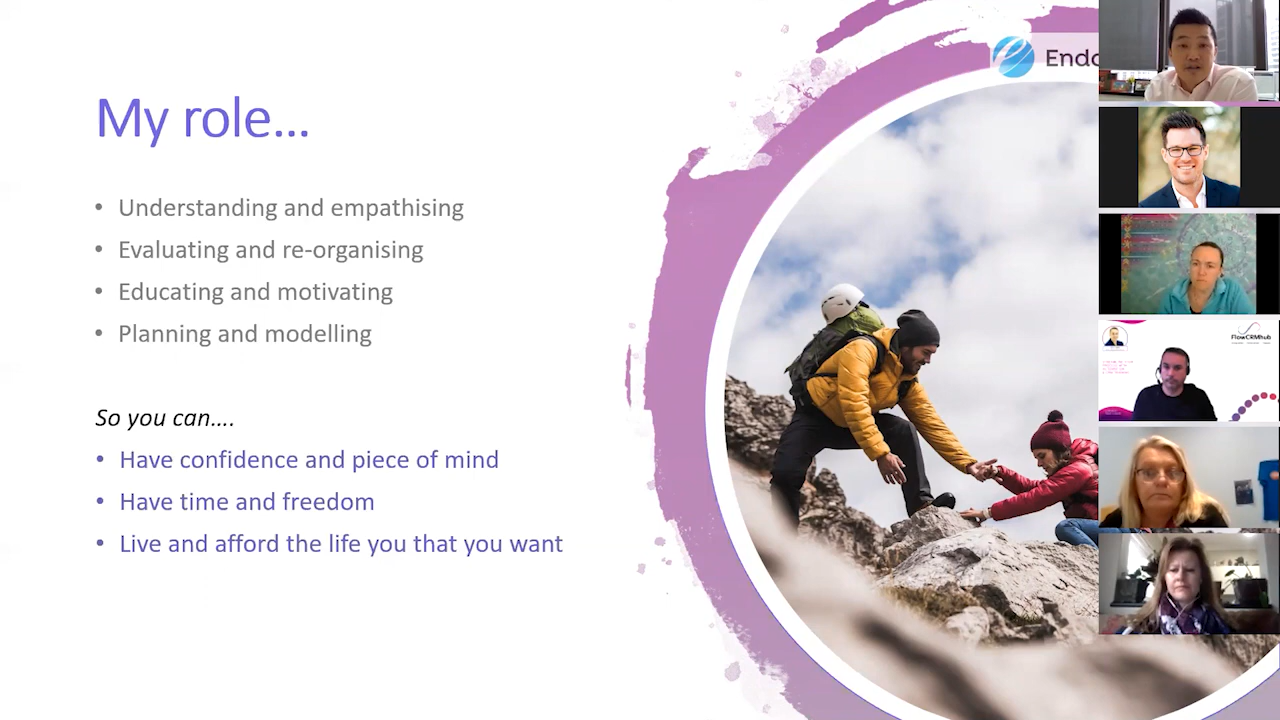 My role...
• Understanding and empathising
• Evaluating and re-organising
• Educating and motivating
• Planning and modelling
So you can....
• Have confidence and piece of mind
• Have time and freedom
• Live and afford the life you that you want
FlowCRMhub